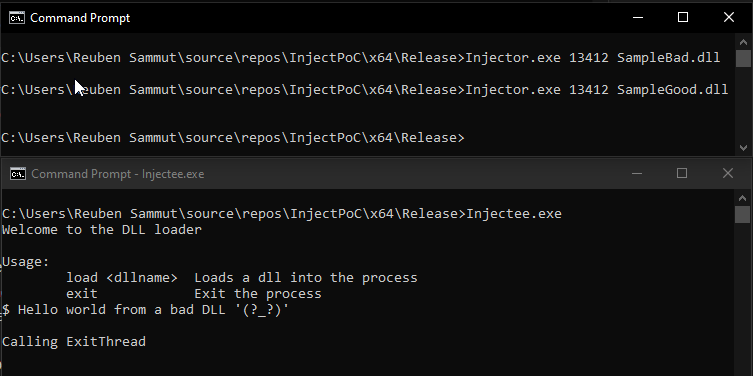 Command Prompt
C:\Users\Reuben Sammut\source\repos\InjectPoC\x64\Release>Injector.exe 13412 SampleBad.dll
C:\Users\Reuben Sammut\source\repos\InjectPoC\x64\Release>Injector.exe 13412 SampleGood.dll
C:\Users\Reuben Sammut\source\repos\InjectPoC\x64\Release>
Command Prompt - Injectee.exe
C:\Users\Reuben Sammut\source\repos\InjectPoC\x64\Release>Injectee.exe
Welcome to the DLL loader
Usage:
load <dllname>  Loads a dll into the process
exit            Exit the process
$ Hello world from a bad DLL '(?_?)'
Calling ExitThread